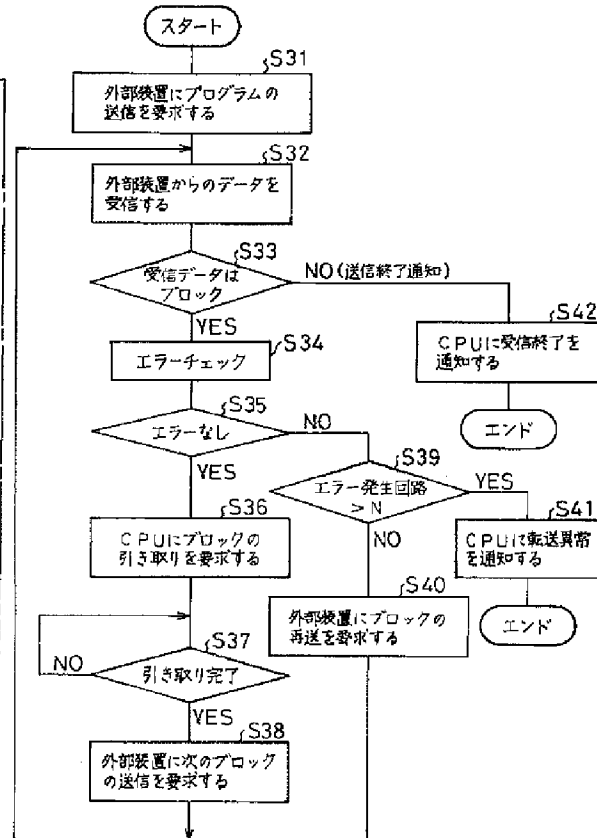 スタート
S31
外部装置にプログラムの
送信を要求する
S32
外部装置からのデータを
受信する
S33
受信データは
ブロック
NO(送信終了通知)
YES
S42
CPUに受信終了を
通知する
エンド
S34
エラーチェック
S35
エラーなし
NO
YES
S39
エラー発生回路
> N
YES
NO
S41
CPUに転送異常
を通知する
エンド
S36
CPUにブロックの
引き取りを要求する
S40
外部装置にブロックの
再送を要求する
S37
引き取り完了
NO
YES
S38
外部装置に次のブロック
の送信を要求する